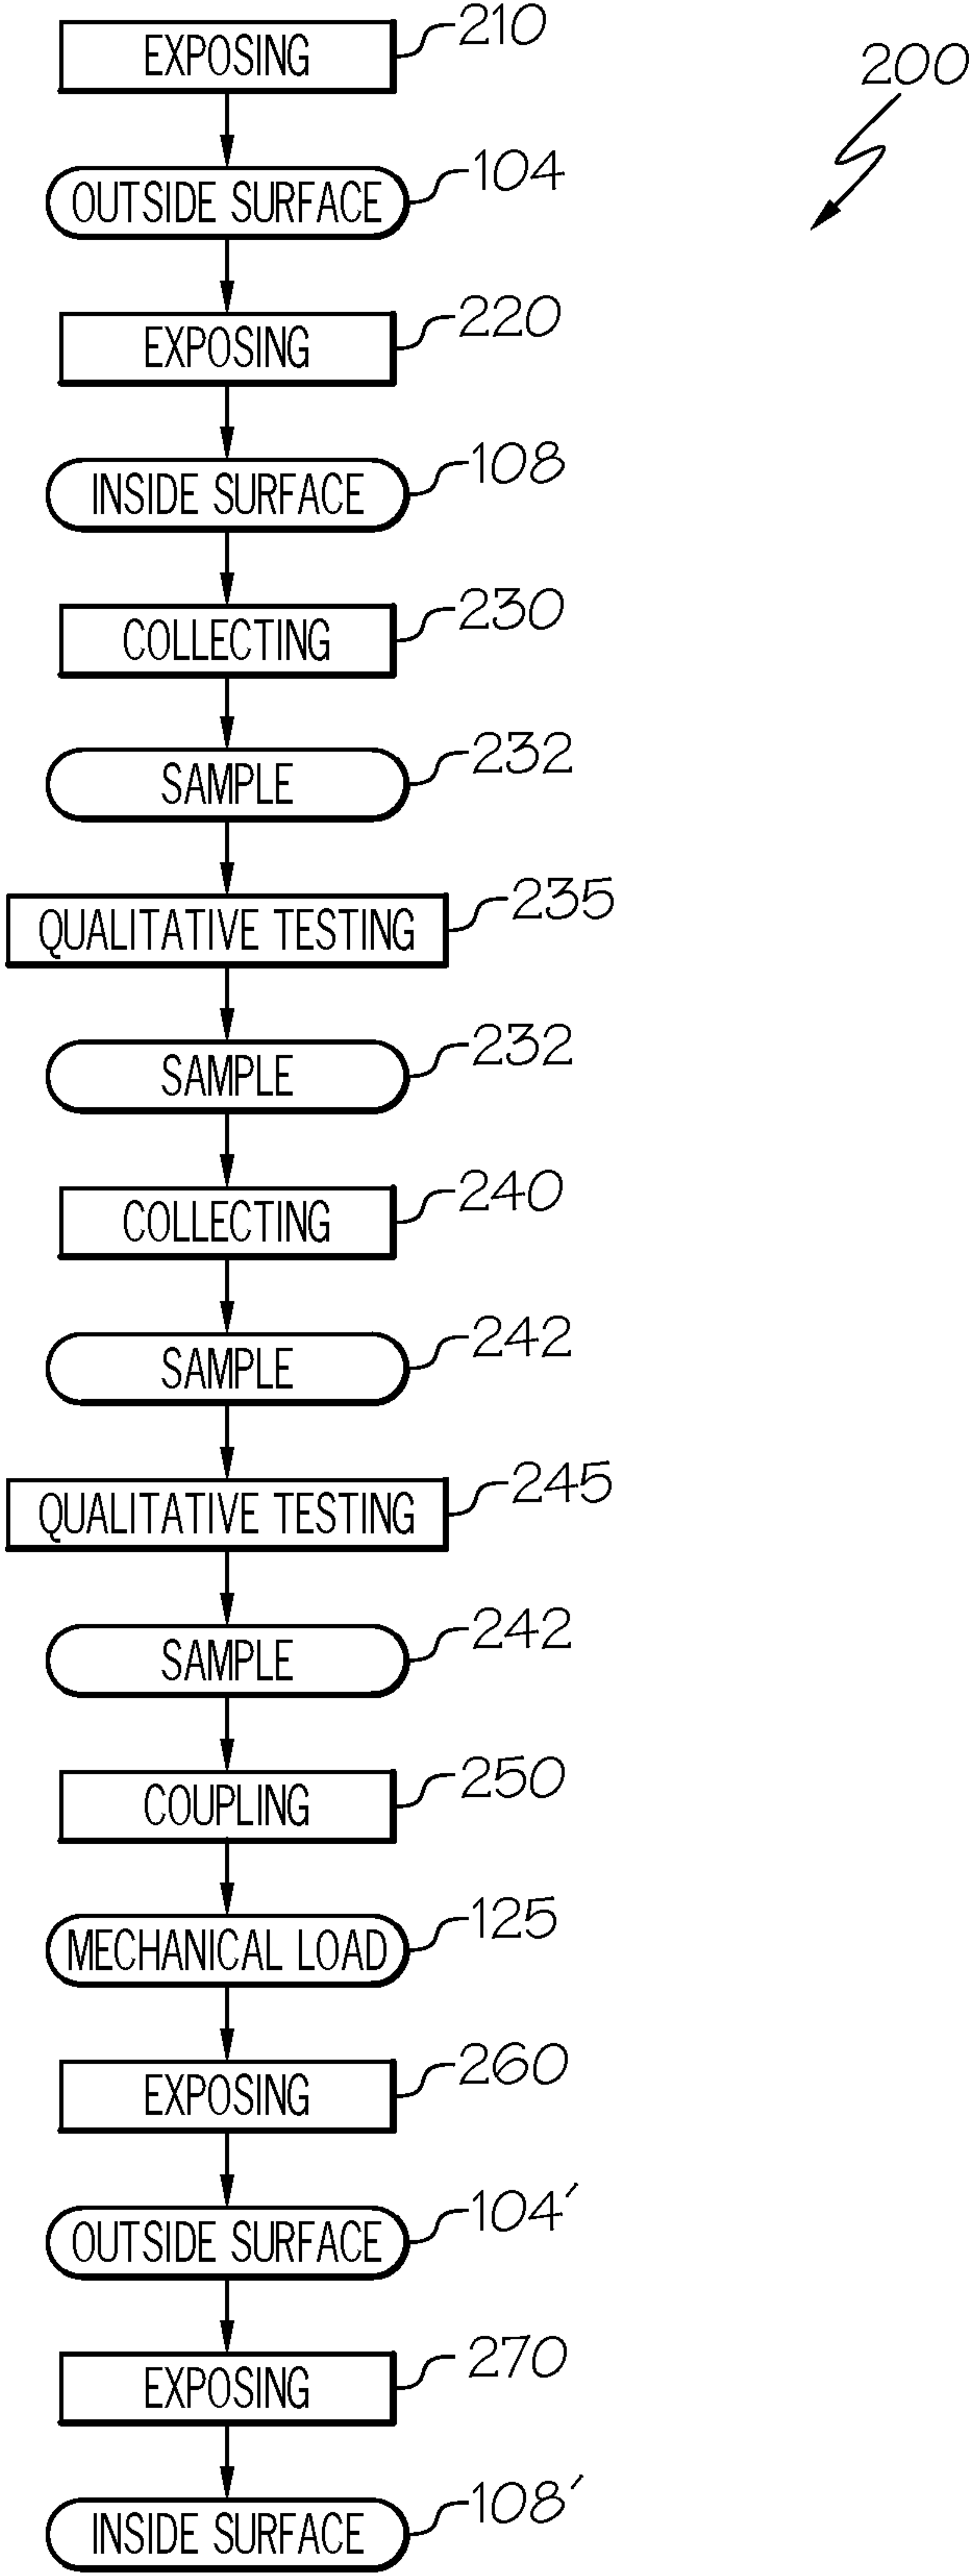 EXPOSING 210
200
OUTSIDE SURFACE 104
EXPOSING 220
INSIDE SURFACE 108
COLLECTING 230
SAMPLE 232
QUALITATIVE TESTING 235
SAMPLE 232
COLLECTING 240
SAMPLE 242
QUALITATIVE TESTING 245
SAMPLE 242
COUPLING 250
MECHANICAL LOAD 125
EXPOSING 260
OUTSIDE SURFACE 104′
EXPOSING 270
INSIDE SURFACE 108′